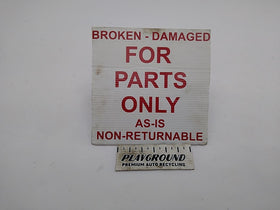 BROKEN - DAMAGED
FOR
PARTS
ONLY
AS-IS
NON-RETURNABLE
PLAYGROUND
PREMIUM AUTO RECYCLING